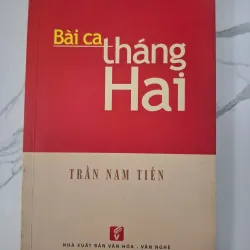 Bài ca
tháng
Hai
TRẦN NAM TIẾN
NHÀ XUẤT BẢN VĂN HÓA - VĂN NGHỆ